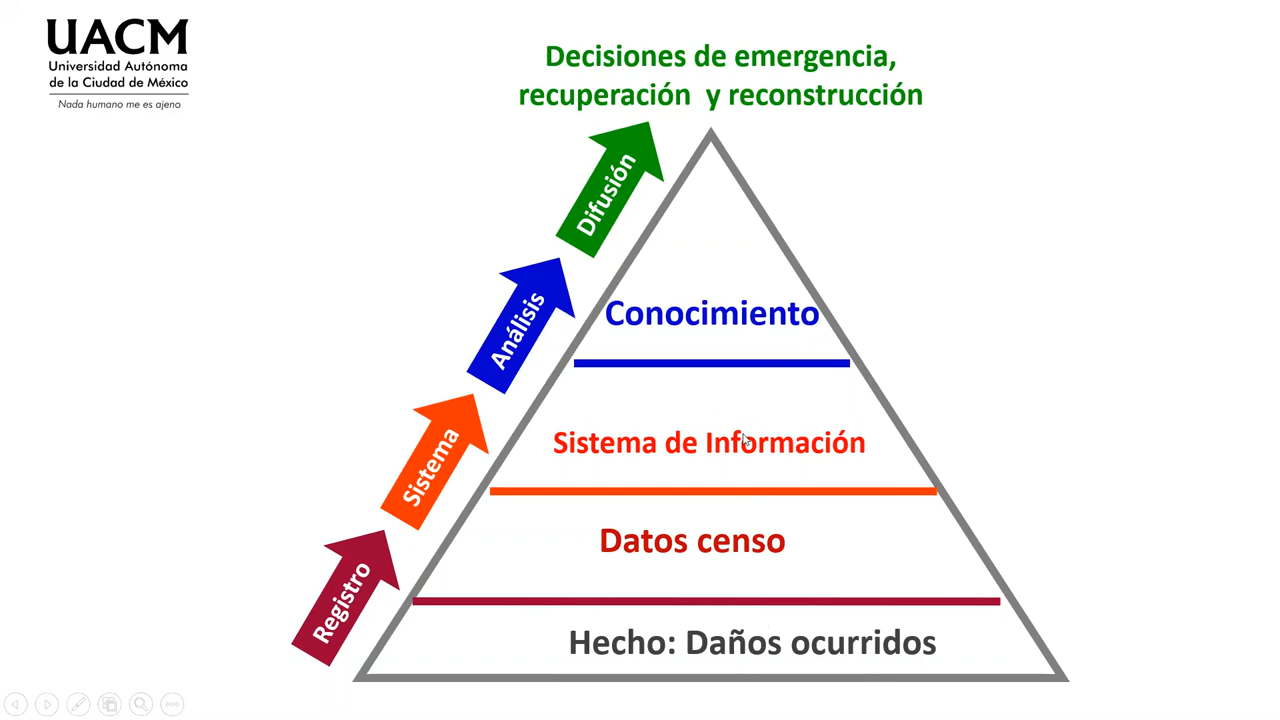 UACM
Universidad Autónoma
de la Ciudad de México
Nada humano me es ajeno
Decisiones de emergencia,
recuperación y reconstrucción
Difusión
Análisis
Conocimiento
Sistema
Sistema de Información
Datos censo
Registro
Hecho: Daños ocurridos